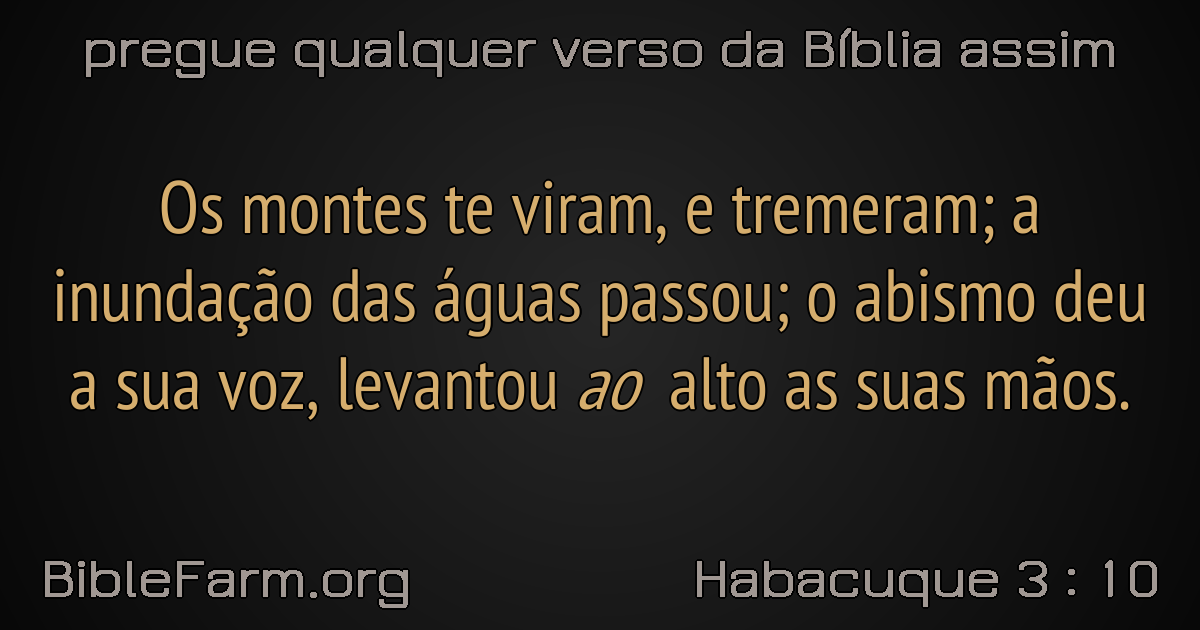 pregue qualquer verso da Bíblia assim
Os montes te viram, e tremeram; a
inundação das águas passou; o abismo deu
a sua voz, levantou ao alto as suas mãos.
BibleFarm.org
Habacuque 3 : 10